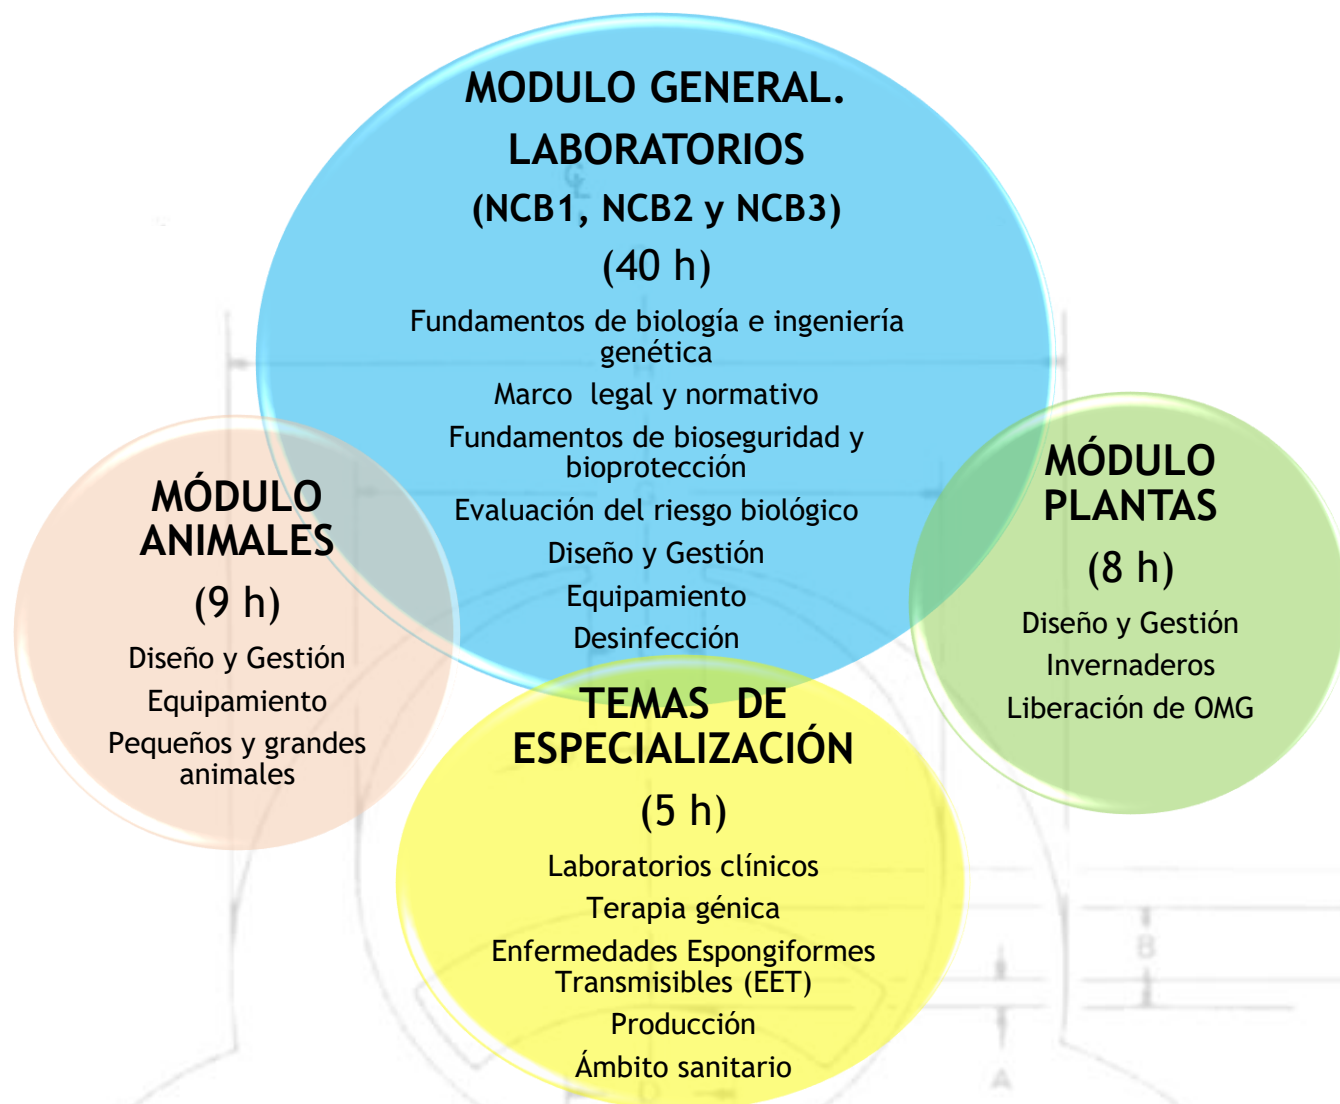 MODULO GENERAL.
LABORATORIOS
(NCB1, NCB2 y NCB3)
(40 h)
Fundamentos de biología e ingeniería
genética
Marco legal y normativo
Fundamentos de bioseguridad y
bioprotección
Evaluación del riesgo biológico
Diseño y Gestión
Equipamiento
Desinfección
MÓDULO
ANIMALES
(9 h)
Diseño y Gestión
Equipamiento
Pequeños y grandes
animales
MÓDULO
PLANTAS
(8 h)
Diseño y Gestión
Invernaderos
Liberación de OMG
TEMAS DE
ESPECIALIZACIÓN
(5 h)
Laboratorios clínicos
Terapia génica
Enfermedades Espongiformes
Transmisibles (EET)
Producción
Ámbito sanitario
B
A
D